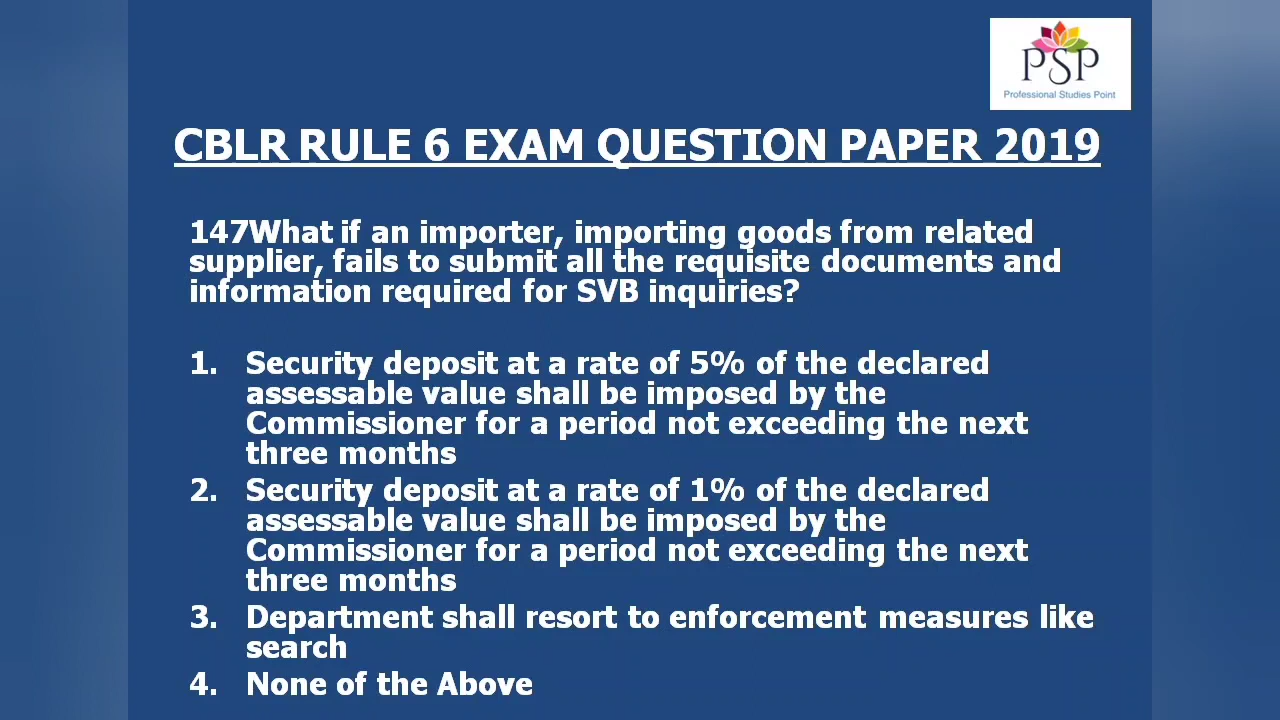 PSP
Professional Studies Point
CBLR RULE 6 EXAM QUESTION PAPER 2019
147What if an importer, importing goods from related
supplier, fails to submit all the requisite documents and
information required for SVB inquiries?
1. Security deposit at a rate of 5% of the declared
assessable value shall be imposed by the
Commissioner for a period not exceeding the next
three months
2. Security deposit at a rate of 1% of the declared
assessable value shall be imposed by the
Commissioner for a period not exceeding the next
three months
3. Department shall resort to enforcement measures like
search
4. None of the Above